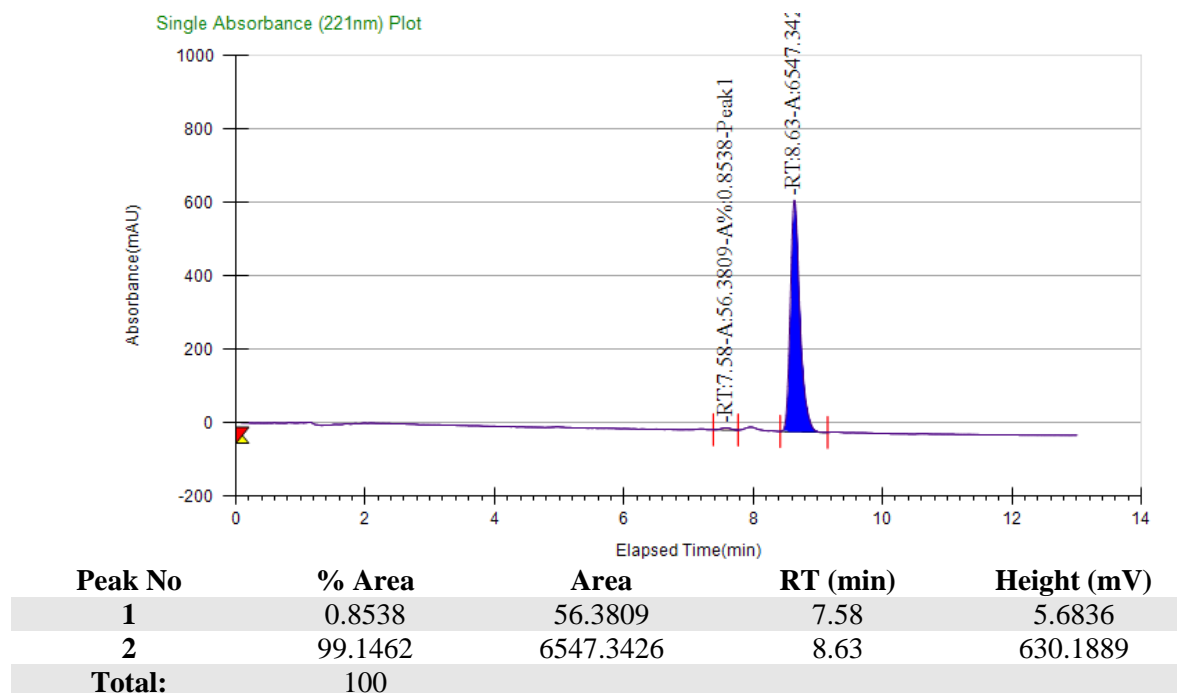 Single Absorbance (221nm) Plot
1000
800
600
400
200
0
-200
Absorbance(mAU)
-RT:7.58-A:56.3809-A%:0.8538-Peak1
-RT:8.63-A:6547.342
0 2 4 6 8 10 12 14
Elapsed Time(min)
Peak No % Area Area RT (min) Height (mV)
1 0.8538 56.3809 7.58 5.6836
2 99.1462 6547.3426 8.63 630.1889
Total: 100